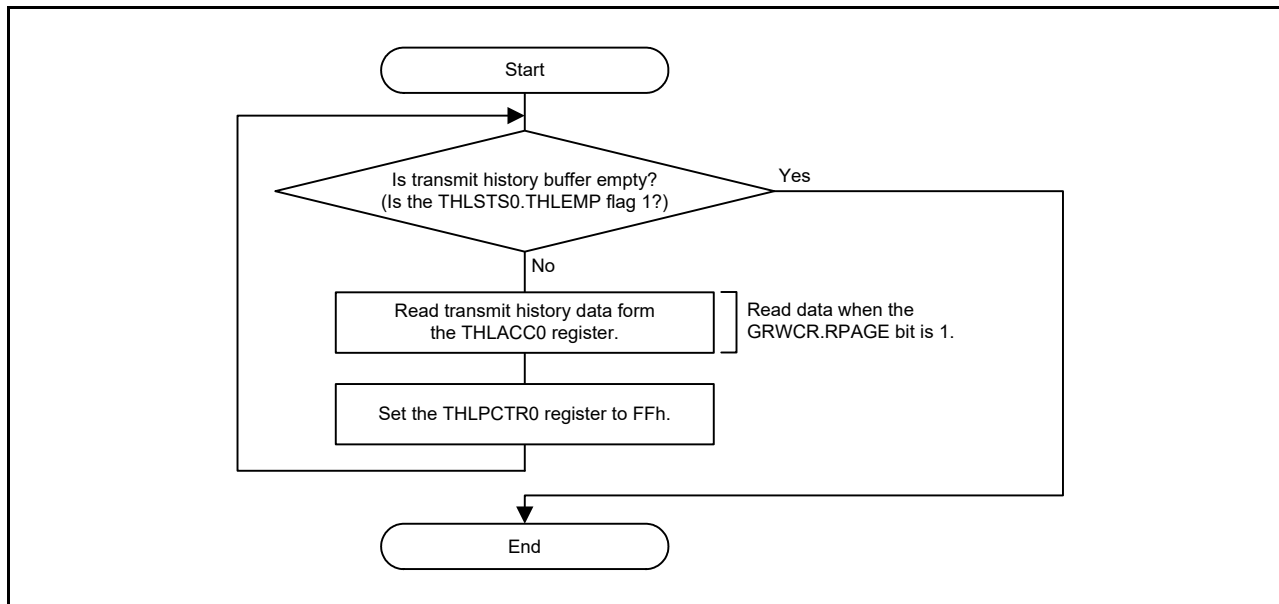 Start
Is transmit history buffer empty?
(Is the THLSTS0.THLEMP flag 1?)
Yes
No
Read transmit history data form
the THLACC0 register.
Read data when the
GRWCR.RPAGE bit is 1.
Set the THLPCTR0 register to FFh.
End